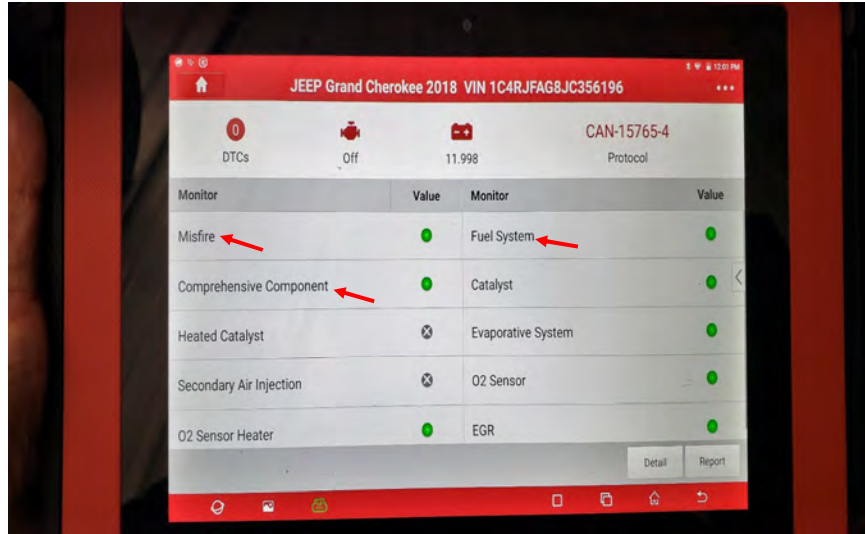 12:01 PM
JEEP Grand Cherokee 2018 VIN 1C4RJFAG8JC356196
0
DTCs
Off
11.998
CAN-15765-4
Protocol
Monitor Value Monitor Value
Misfire Fuel System
Comprehensive Component Catalyst
Heated Catalyst Evaporative System
Secondary Air Injection O2 Sensor
O2 Sensor Heater EGR
Detail Report